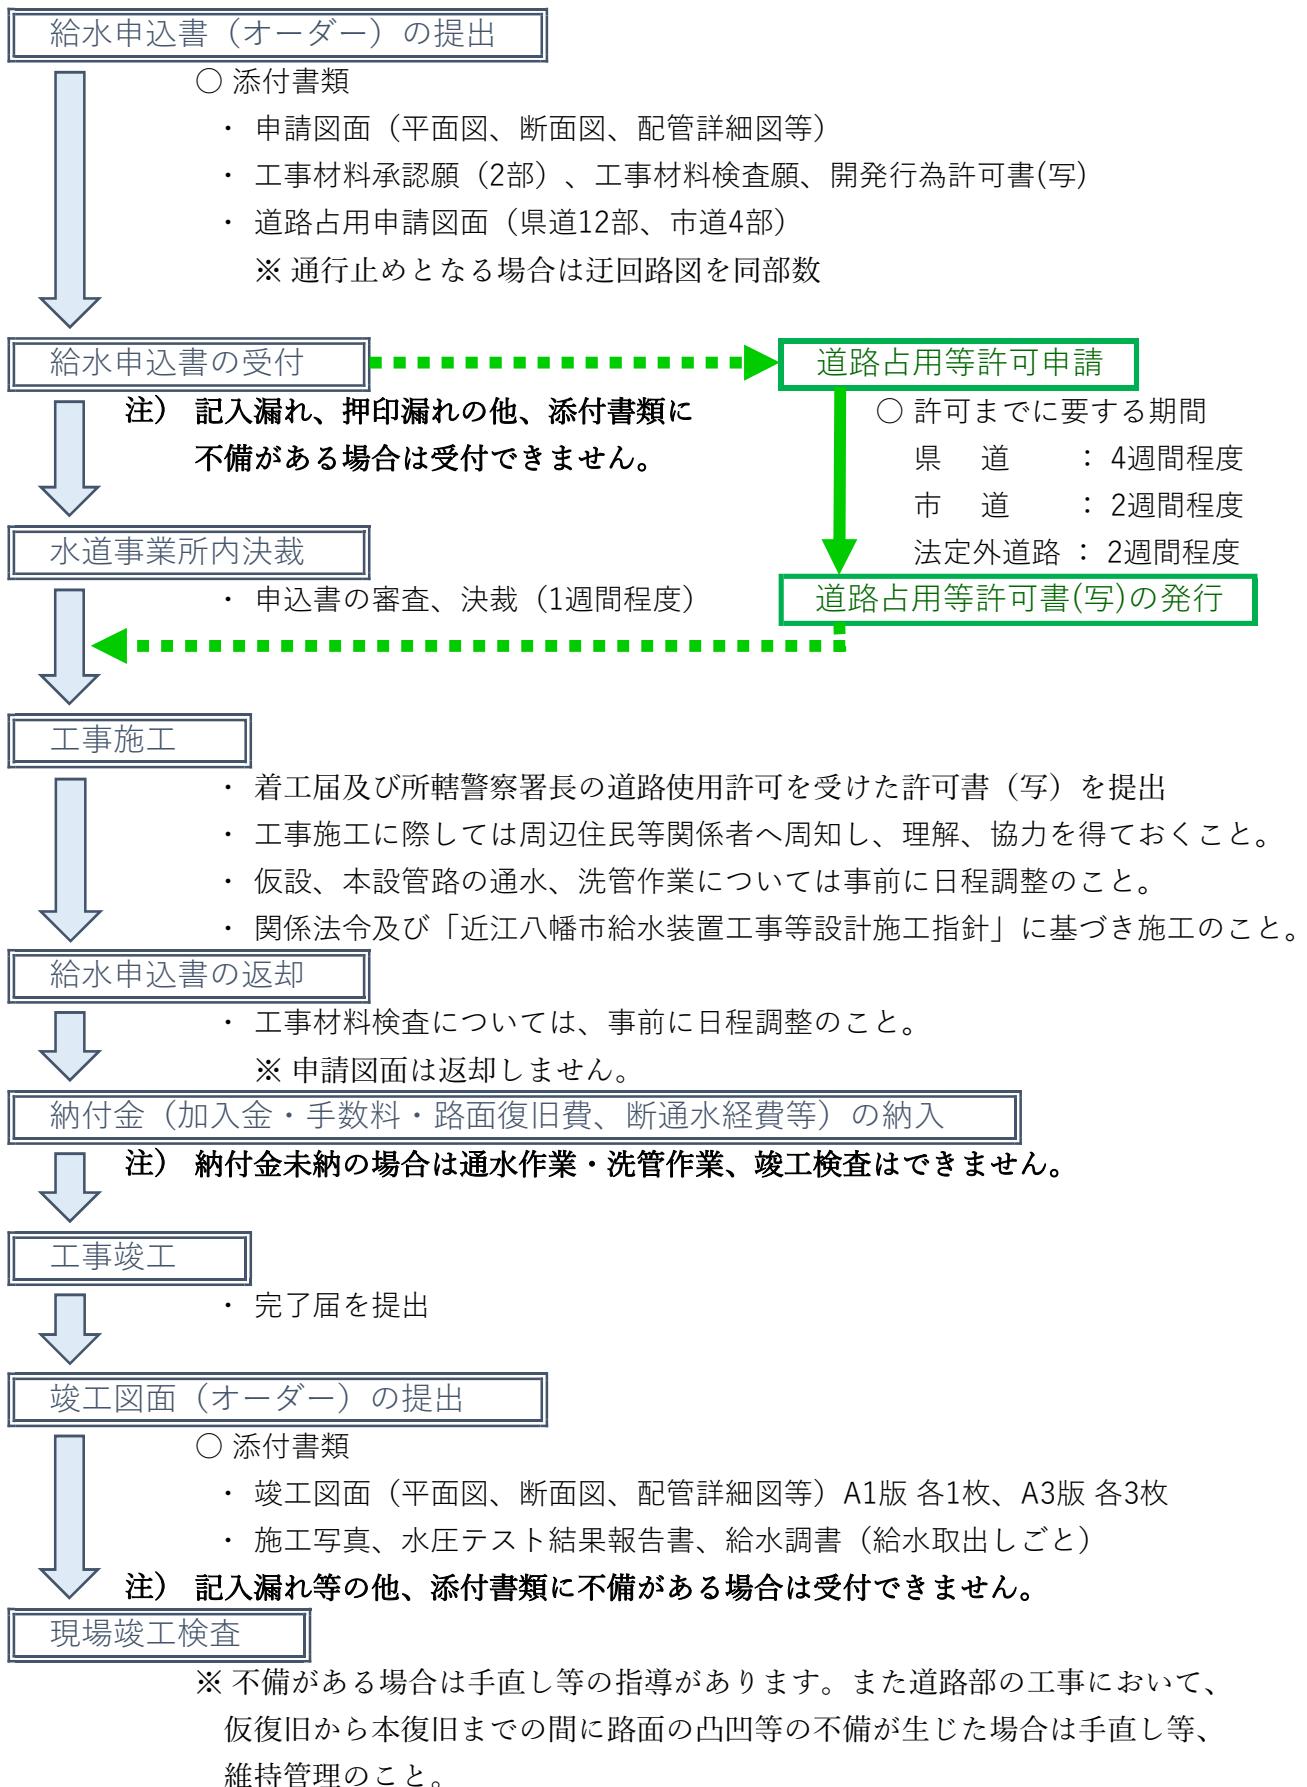 給水申込書（オーダー）の提出
○ 添付書類
・ 申請図面（平面図、断面図、配管詳細図等）
・ 工事材料承認願（2部）、工事材料検査願、開発行為許可書(写)
・ 道路占用申請図面（県道12部、市道4部）
※ 通行止めとなる場合は迂回路図を同部数
給水申込書の受付
道路占用等許可申請
注） 記入漏れ、押印漏れの他、添付書類に
不備がある場合は受付できません。
○ 許可までに要する期間
県 道 ： 4週間程度
市 道 ： 2週間程度
法定外道路 ： 2週間程度
水道事業所内決裁
・ 申込書の審査、決裁（1週間程度）
道路占用等許可書(写)の発行
工事施工
・ 着工届及び所轄警察署長の道路使用許可を受けた許可書（写）を提出
・ 工事施工に際しては周辺住民等関係者へ周知し、理解、協力を得ておくこと。
・ 仮設、本設管路の通水、洗管作業については事前に日程調整のこと。
・ 関係法令及び「近江八幡市給水装置工事等設計施工指針」に基づき施工のこと。
給水申込書の返却
・ 工事材料検査については、事前に日程調整のこと。
※ 申請図面は返却しません。
納付金（加入金・手数料・路面復旧費、断通水経費等）の納入
注） 納付金未納の場合は通水作業・洗管作業、竣工検査はできません。
工事竣工
・ 完了届を提出
竣工図面（オーダー）の提出
○ 添付書類
・ 竣工図面（平面図、断面図、配管詳細図等）A1版 各1枚、A3版 各3枚
・ 施工写真、水圧テスト結果報告書、給水調書（給水取出しごと）
注） 記入漏れ等の他、添付書類に不備がある場合は受付できません。
現場竣工検査
※ 不備がある場合は手直し等の指導があります。また道路部の工事において、
仮復旧から本復旧までの間に路面の凸凹等の不備が生じた場合は手直し等、
維持管理のこと。